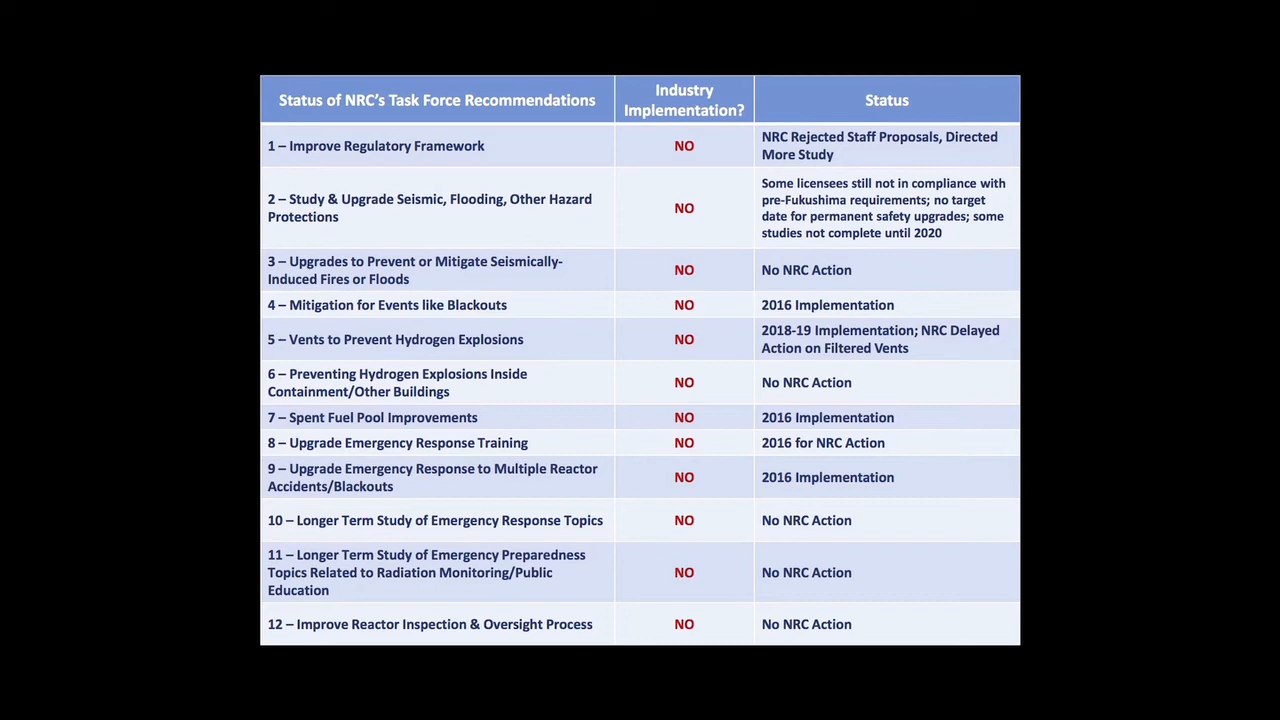 Status of NRC's Task Force Recommendations
Industry
Implementation?
Status
1 – Improve Regulatory Framework
NO
NRC Rejected Staff Proposals, Directed
More Study
2 – Study & Upgrade Seismic, Flooding, Other Hazard
Protections
NO
Some licensees still not in compliance with
pre-Fukushima requirements; no target
date for permanent safety upgrades; some
studies not complete until 2020
3 – Upgrades to Prevent or Mitigate Seismically-
Induced Fires or Floods
NO
No NRC Action
4 – Mitigation for Events like Blackouts
NO
2016 Implementation
5 – Vents to Prevent Hydrogen Explosions
NO
2018-19 Implementation; NRC Delayed
Action on Filtered Vents
6 – Preventing Hydrogen Explosions Inside
Containment/Other Buildings
NO
No NRC Action
7 – Spent Fuel Pool Improvements
NO
2016 Implementation
8 – Upgrade Emergency Response Training
NO
2016 for NRC Action
9 – Upgrade Emergency Response to Multiple Reactor
Accidents/Blackouts
NO
2016 Implementation
10 – Longer Term Study of Emergency Response Topics
NO
No NRC Action
11 – Longer Term Study of Emergency Preparedness
Topics Related to Radiation Monitoring/Public
Education
NO
No NRC Action
12 – Improve Reactor Inspection & Oversight Process
NO
No NRC Action